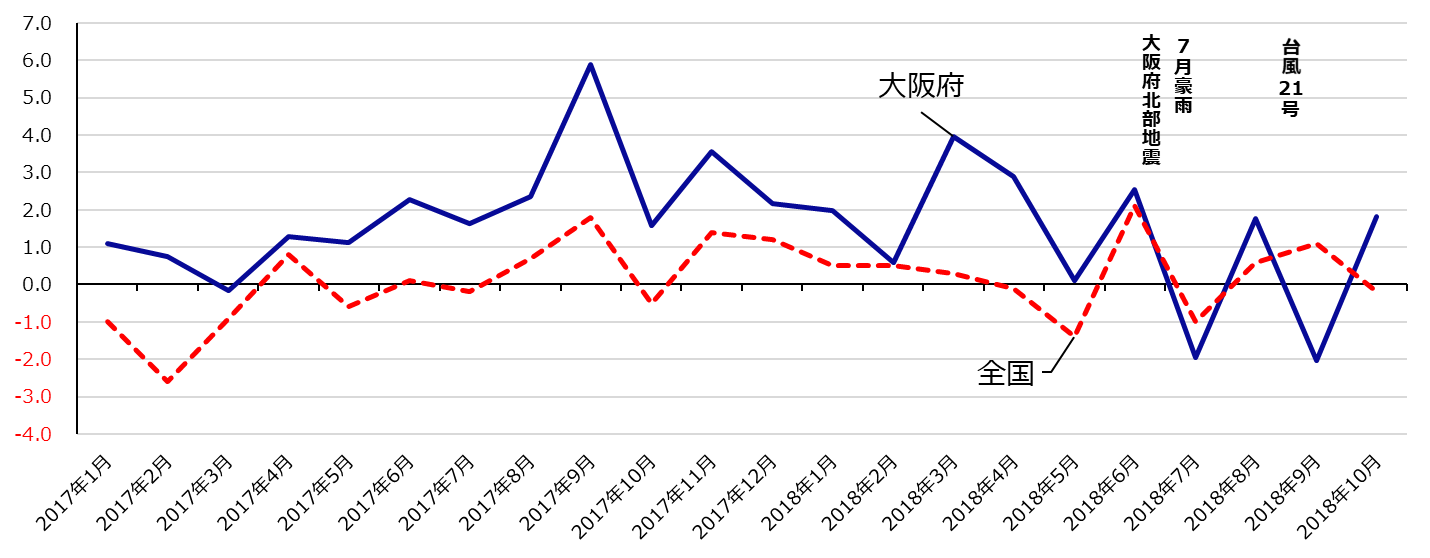 7.0
6.0
5.0
4.0
3.0
2.0
1.0
0.0
-1.0
-2.0
-3.0
-4.0
大阪府
全国
大阪府北部地震
7月豪雨
台風21号
2017年1月
2017年2月
2017年3月
2017年4月
2017年5月
2017年6月
2017年7月
2017年8月
2017年9月
2017年10月
2017年11月
2017年12月
2018年1月
2018年2月
2018年3月
2018年4月
2018年5月
2018年6月
2018年7月
2018年8月
2018年9月
2018年10月